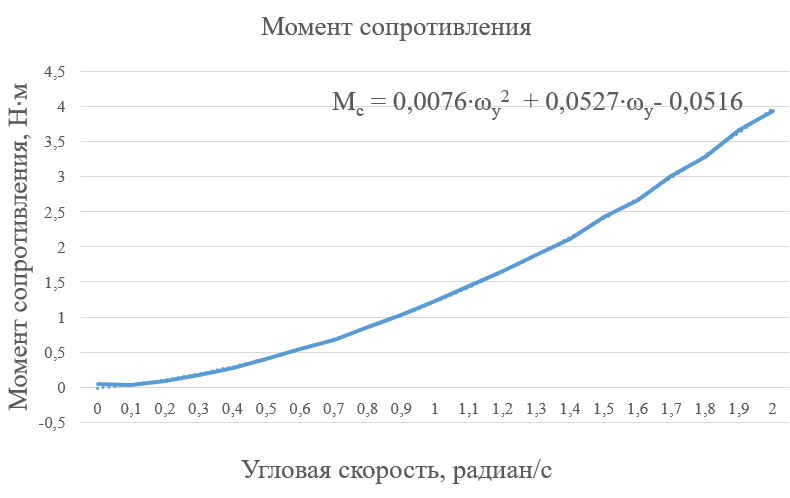 Момент сопротивления
Mc = 0,0076·ωy² + 0,0527·ωy- 0,0516
Момент сопротивления, Н·м
4,5
4
3,5
3
2,5
2
1,5
1
0,5
0
-0,5
0 0,1 0,2 0,3 0,4 0,5 0,6 0,7 0,8 0,9 1 1,1 1,2 1,3 1,4 1,5 1,6 1,7 1,8 1,9 2
Угловая скорость, радиан/с